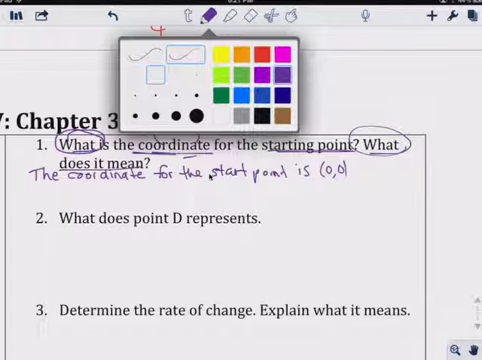 4
: Chapter 3
1. What is the coordinate for the starting point? What
does it mean?
The coordinate for the start point is (0,0)
2. What does point D represents.
3. Determine the rate of change. Explain what it means.